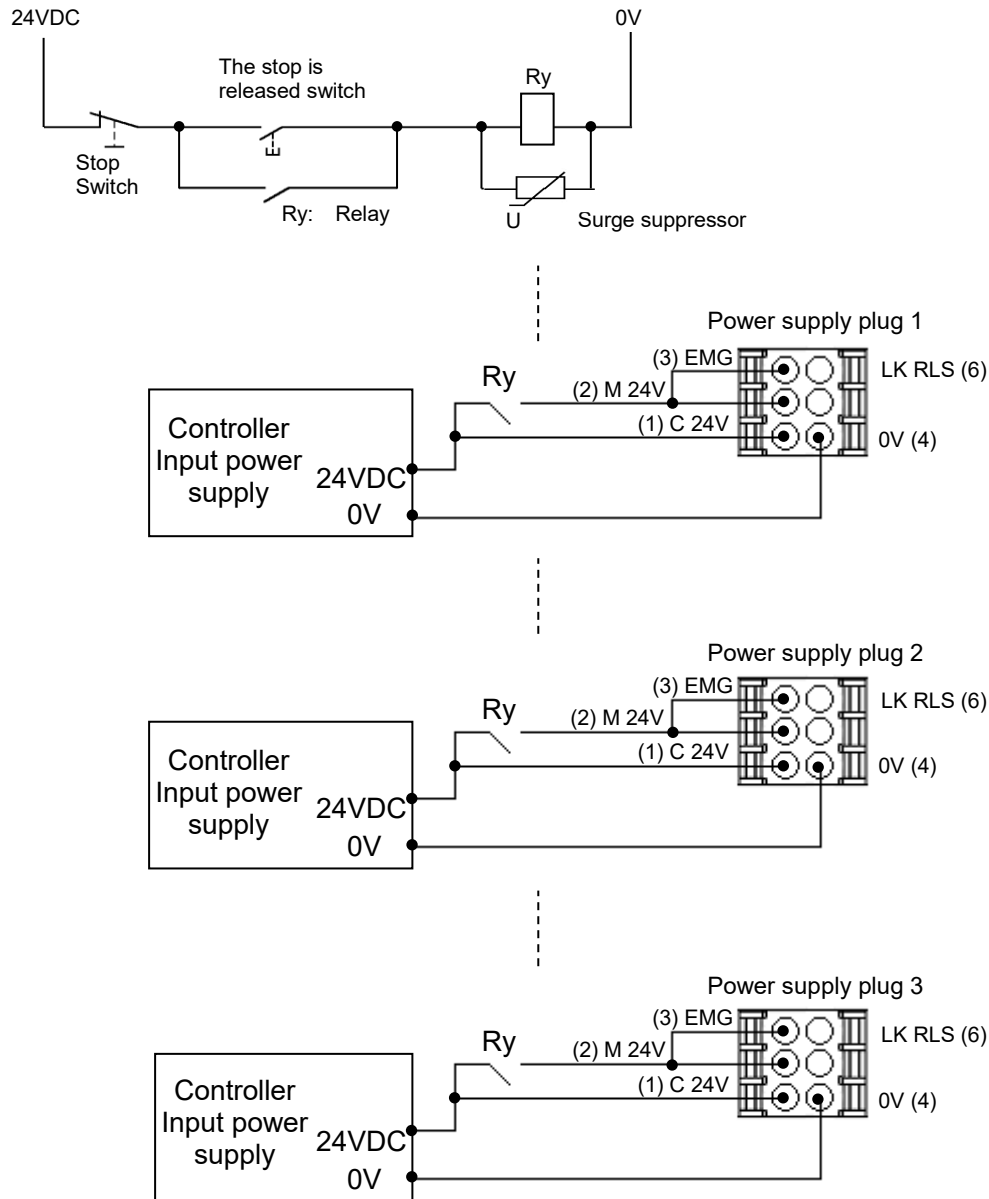 24VDC
0V
The stop is
released switch
Ry
Stop
Switch
Ry: Relay
U
Surge suppressor
Power supply plug 1
(3) EMG
LK RLS (6)
Ry
(2) M 24V
(1) C 24V
0V (4)
Controller
Input power
supply
24VDC
0V
Power supply plug 2
(3) EMG
LK RLS (6)
Ry
(2) M 24V
(1) C 24V
0V (4)
Controller
Input power
supply
24VDC
0V
Power supply plug 3
(3) EMG
LK RLS (6)
Ry
(2) M 24V
(1) C 24V
0V (4)
Controller
Input power
supply
24VDC
0V